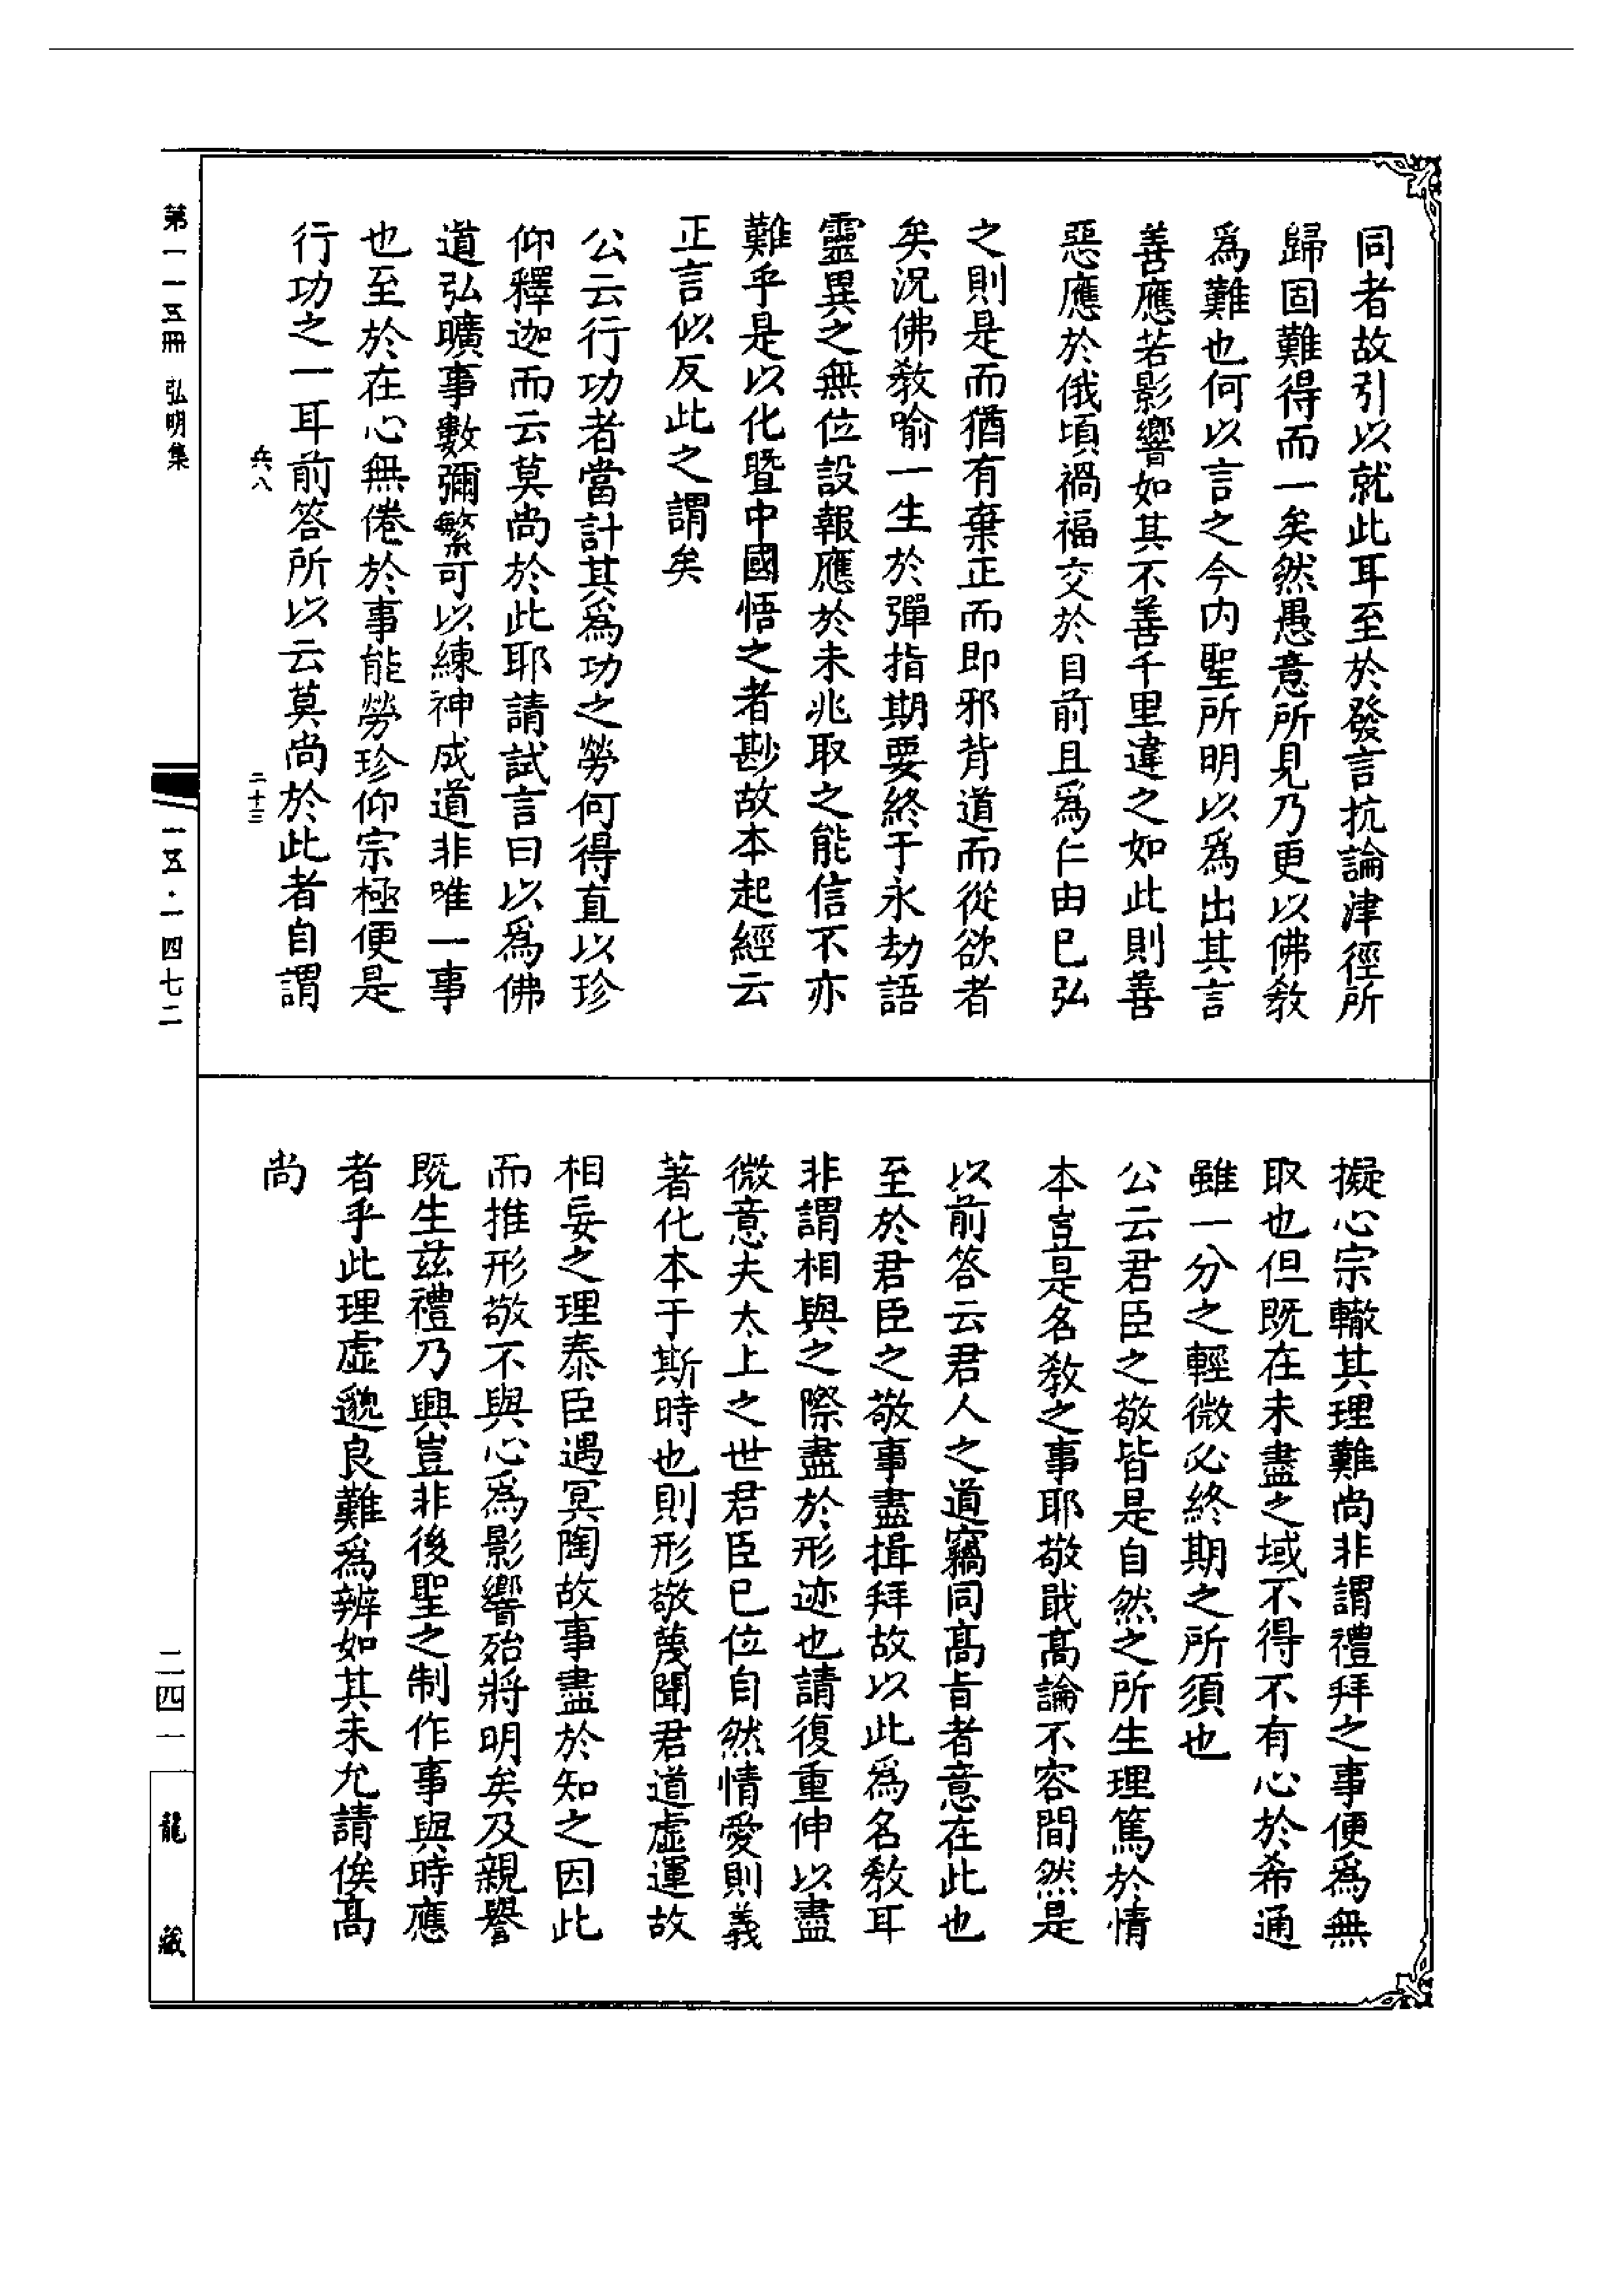 同者故引以就此耳至於發言抗論津徑所
歸固難得而一矣然愚意所見乃更以佛教
爲難也何以言之今内聖所明以爲出其言
善應若影響如其不善千里違之如此則善
惡應於俄頃禍福交於目前且爲仁由已弘
之則是而猶有棄正而即邪背道而從欲者
矣況佛教喻一生於彈指期要終于永劫語
靈異之無位設報應於未兆取之能信不亦
難乎是以化暨中國悟之者尠故本起經云
正言似反此之謂矣
公云行功者當計其爲功之勞何得直以珍
仰釋迦而云莫尚於此耶請試言曰以爲佛
道弘曠事數彌繁可以練神成道非唯一事
也至於在心無倦於事能勞珍仰宗極便是
行功之一耳前答所以云莫尚於此者自謂
兵八
二十三
擬心宗轍其理難尚非謂禮拜之事便爲無
取也但既在未盡之域不得不有心於希通
雖一分之輕微必終期之所須也
公云君臣之敬皆是自然之所生理篤於情
本豈是名教之事耶敬戢高論不容間然是
以前答云君人之道竊同高旨者意在此也
至於君臣之敬事盡揖拜故以此爲名教耳
非謂相與之際盡於形迹也請復重伸以盡
微意夫太上之世君臣已位自然情愛則義
著化本于斯時也則形敬蔑聞君道虛運故
相妄之理泰臣遇冥陶故事盡於知之因此
而推形敬不與心爲影響殆將明矣及親譽
既生兹禮乃興豈非後聖之制作事與時應
者乎此理虛邈良難爲辨如其未允請俟高
尚
第一一五冊 弘明集
一一五·一四七二
二四一
龍藏